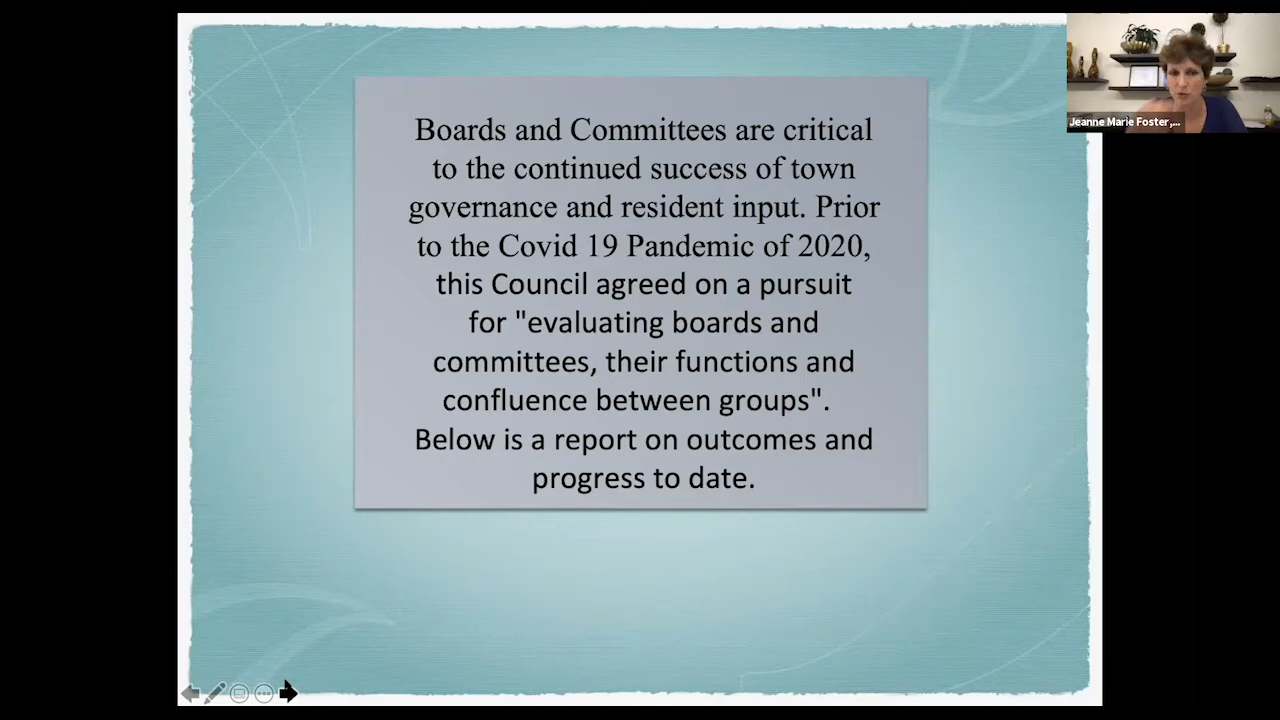 Boards and Committees are critical
to the continued success of town
governance and resident input. Prior
to the Covid 19 Pandemic of 2020,
this Council agreed on a pursuit
for "evaluating boards and
committees, their functions and
confluence between groups".
Below is a report on outcomes and
progress to date.
Jeanne Marie Foster,...